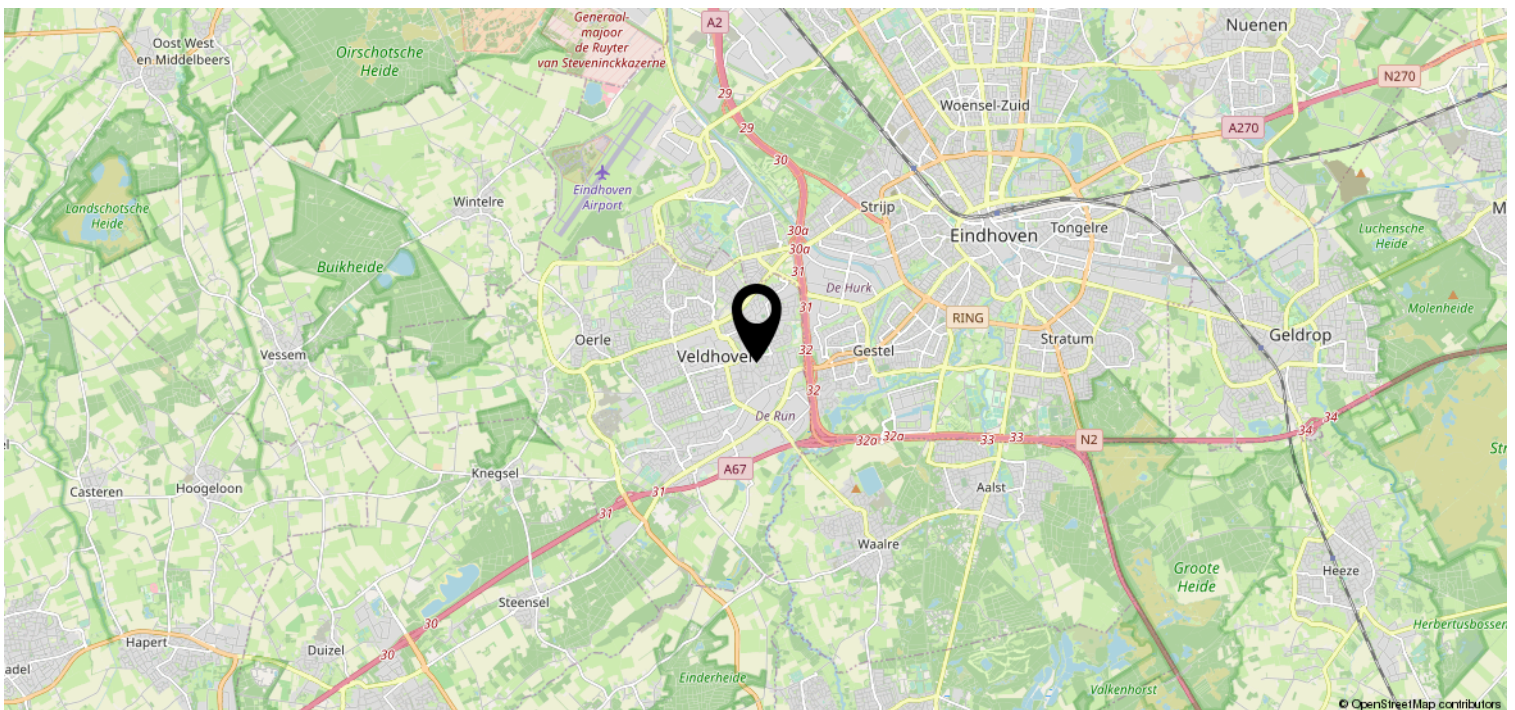 Oost West
en Middelbeers
Oirschotsche
Heide
Generaal-
majoor
de Ruyter
van Steveninckkazerne
A2
Nuenen
N270
29
Woensel-Zuid
29
A270
30
Landschotsche
Heide
Wintelre
Eindhoven
Airport
Strijp
30a
Eindhoven
Tongelre
M
Luchensche
Heide
30a
Buikheide
31
De Hurk
31
RING
Molenheide
Oerle
Vessem
Veldhoven
32
Gestel
Stratum
Geldrop
32
De Run
34
34
32a
32a
33
33
N2
el
Str
Knegsel
A67
Casteren
Hoogeloon
31
31
Aalst
Waalre
Groote
Heide
Heeze
Steensel
30
30
Hapert
Duizel
adel
Herbertusbossen
Einderheide
Valkenhorst
© OpenStreetMap contributors